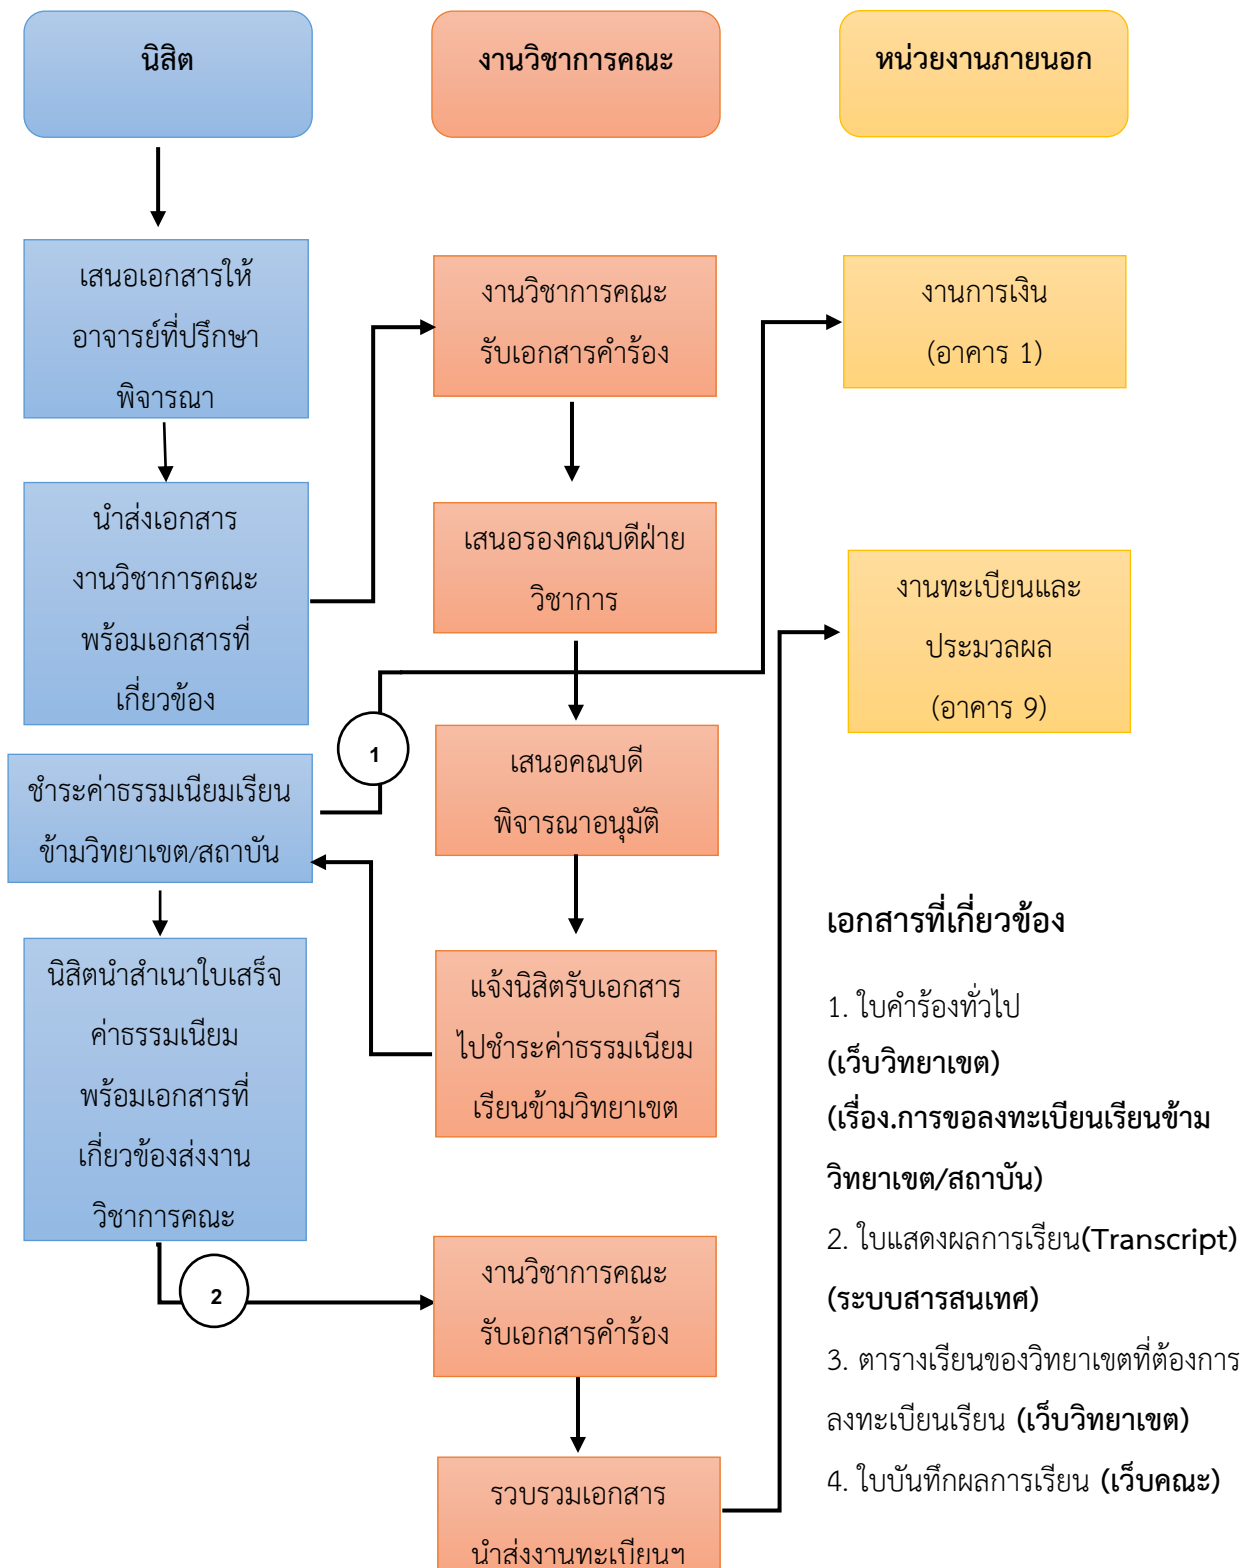 นิสิต
งานวิชาการคณะ
หน่วยงานภายนอก
เสนอเอกสารให้
อาจารย์ที่ปรึกษา
พิจารณา
นำส่งเอกสาร
งานวิชาการคณะ
พร้อมเอกสารที่
เกี่ยวข้อง
ชำระค่าธรรมเนียมเรียน
ข้ามวิทยาเขต/สถาบัน
นิสิตนำสำเนาใบเสร็จ
ค่าธรรมเนียม
พร้อมเอกสารที่
เกี่ยวข้องส่งงาน
วิชาการคณะ
1
2
งานวิชาการคณะ
รับเอกสารคำร้อง
เสนอรองคณบดีฝ่าย
วิชาการ
เสนอคณบดี
พิจารณาอนุมัติ
แจ้งนิสิตรับเอกสาร
ไปชำระค่าธรรมเนียม
เรียนข้ามวิทยาเขต
งานวิชาการคณะ
รับเอกสารคำร้อง
รวบรวมเอกสาร
นำส่งงานทะเบียนฯ
งานการเงิน
(อาคาร 1)
งานทะเบียนและ
ประมวลผล
(อาคาร 9)
เอกสารที่เกี่ยวข้อง
1. ใบคำร้องทั่วไป
(เว็บวิทยาเขต)
(เรื่อง.การขอลงทะเบียนเรียนข้าม
วิทยาเขต/สถาบัน)
2. ใบแสดงผลการเรียน(Transcript)
(ระบบสารสนเทศ)
3. ตารางเรียนของวิทยาเขตที่ต้องการ
ลงทะเบียนเรียน (เว็บวิทยาเขต)
4. ใบบันทึกผลการเรียน (เว็บคณะ)